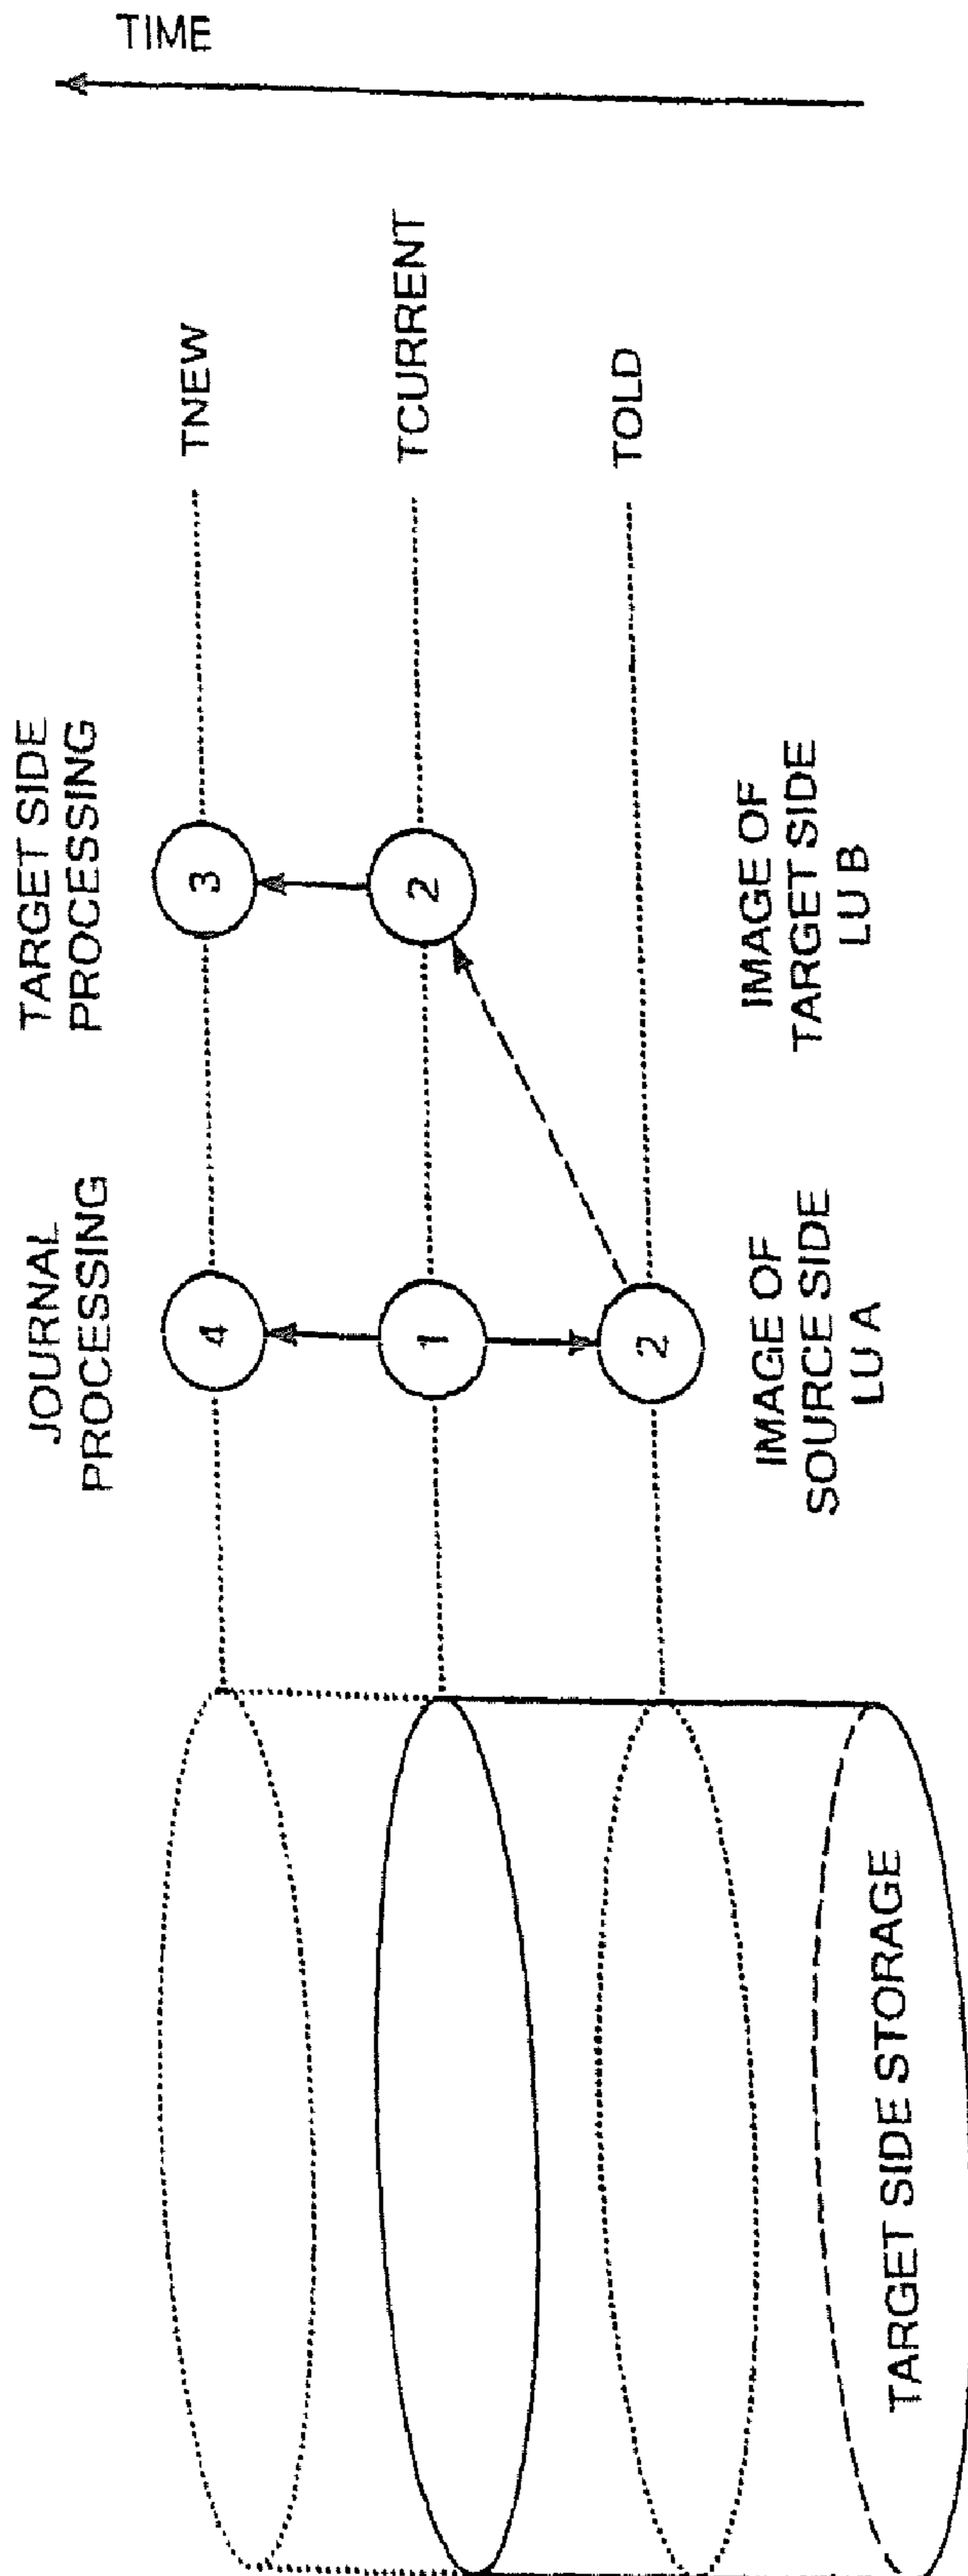 JOURNAL
PROCESSING
TARGET SIDE
PROCESSING
TIME
4
3
TNEW
1
2
TCURRENT
2
TOLD
IMAGE OF
SOURCE SIDE
LU A
IMAGE OF
TARGET SIDE
LU B
TARGET SIDE STORAGE